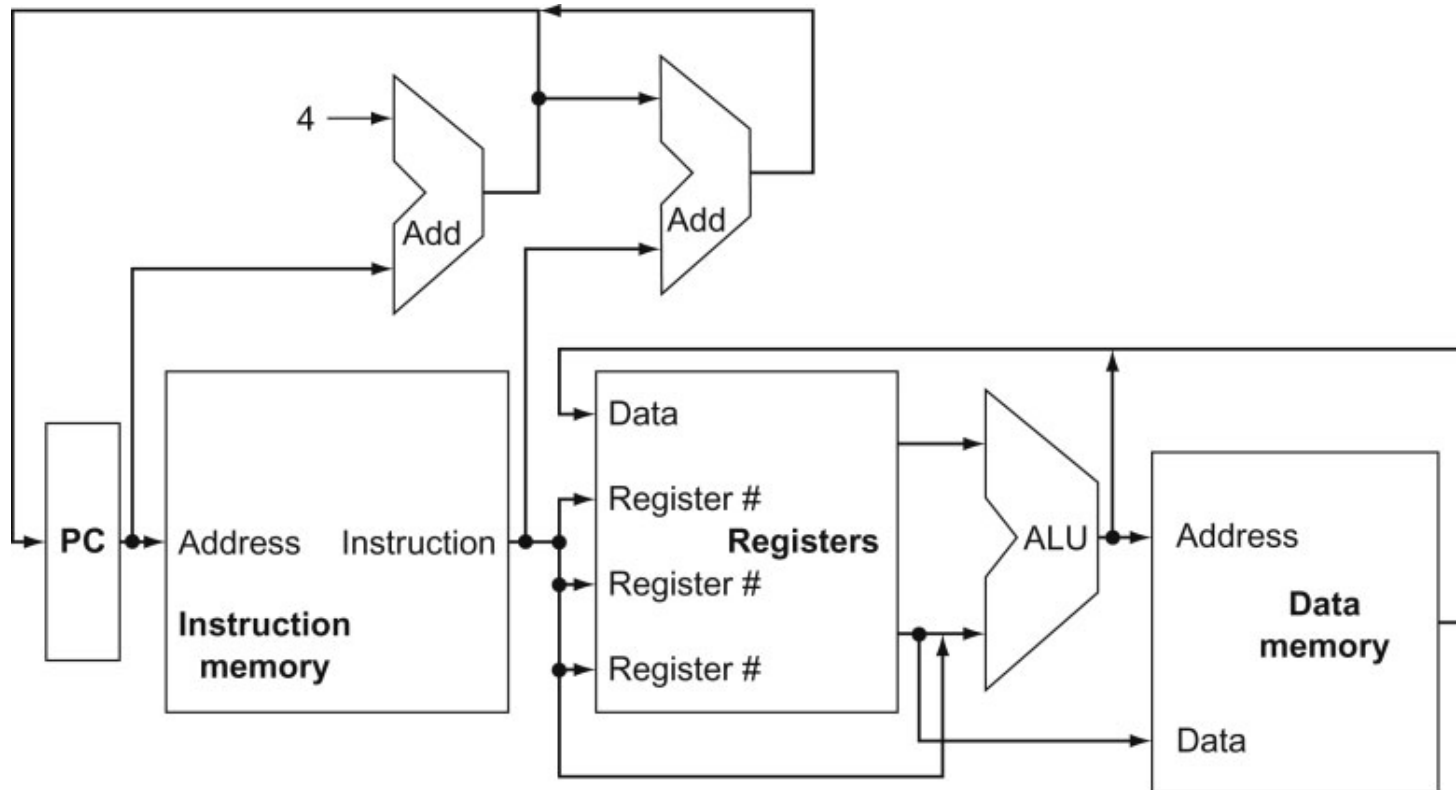 4
Add
Add
Data
Register #
Registers
Register #
Register #
PC
Address
Instruction
Instruction
memory
ALU
Address
Data
memory
Data